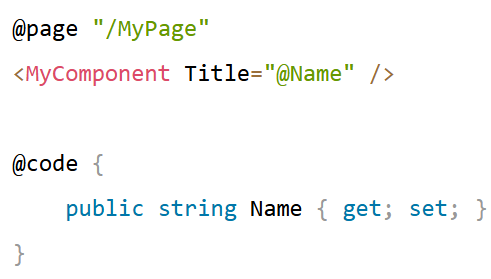 @page "/MyPage"
<MyComponent Title="@Name" />
@code {
    public string Name { get; set; }
}